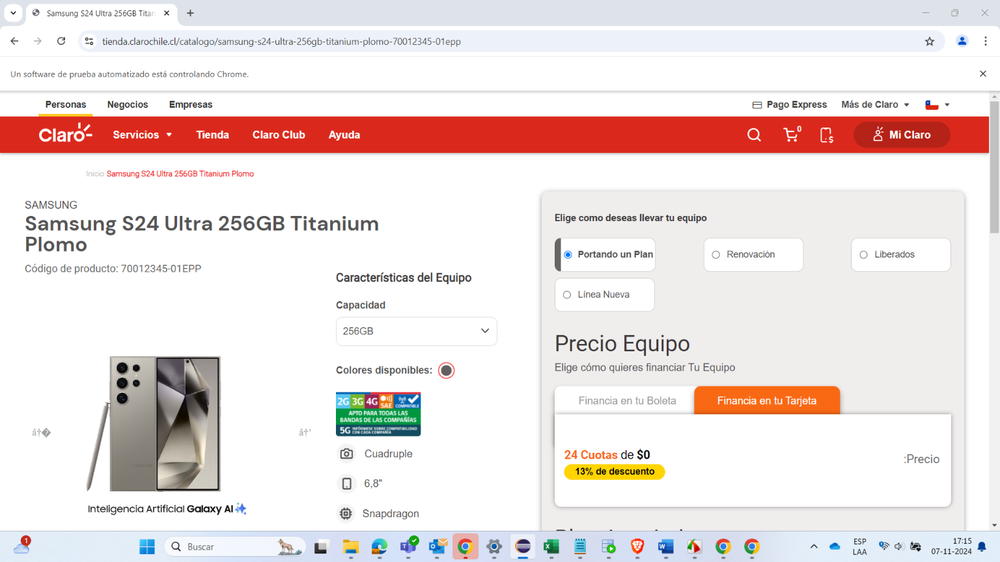 Samsung S24 Ultra 256GB Titan
tienda.clarochile.cl/catalogo/samsung-s24-ultra-256gb-titanium-plomo-70012345-01epp
Un software de prueba automatizado está controlando Chrome.
Personas Negocios Empresas
Pago Express Más de Claro
Claro Servicios Tienda Claro Club Ayuda
0 Mi Claro
Inicio Samsung S24 Ultra 256GB Titanium Plomo
SAMSUNG
Samsung S24 Ultra 256GB Titanium
Plomo
Código de producto: 70012345-01EPP
â†�
â†’
Inteligencia Artificial Galaxy AI
Características del Equipo
Capacidad
256GB
Colores disponibles:
2G 3G 4G SAE COMPATIBLE
APTO PARA TODAS LAS
BANDAS DE LAS COMPAÑÍAS
5G INFÓRMESE SOBRE COMPATIBILIDAD
CON CADA COMPAÑÍA
Cuadruple
6,8"
Snapdragon
Elige como deseas llevar tu equipo
Portando un Plan Renovación Liberados
Línea Nueva
Precio Equipo
Elige cómo quieres financiar Tu Equipo
Financia en tu Boleta Financia en tu Tarjeta
24 Cuotas de $0
13% de descuento
:Precio
1
Buscar
ESP
LAA
17:15
07-11-2024